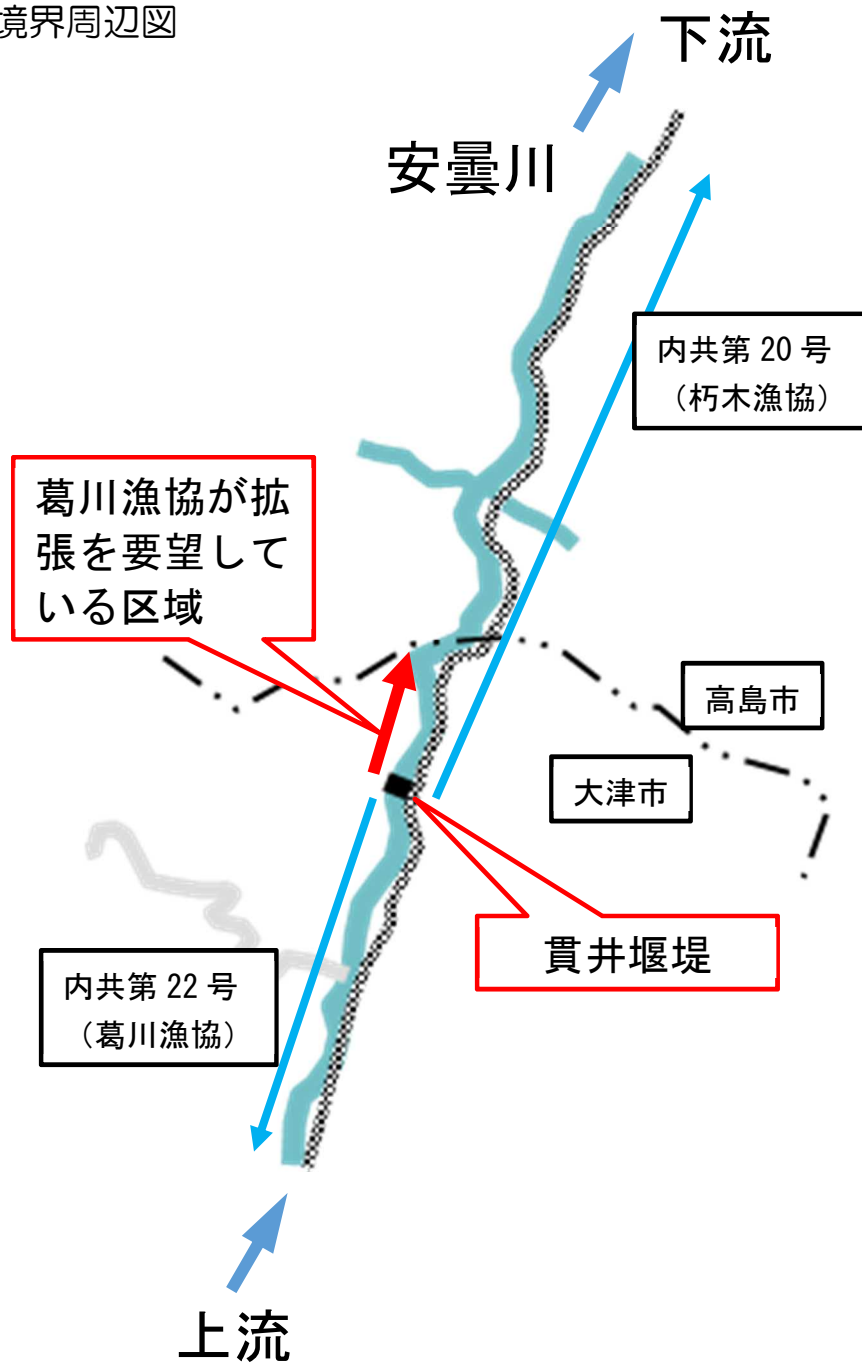 境界周辺図
下流
安曇川
内共第 20 号
（朽木漁協）
葛川漁協が拡
張を要望して
いる区域
高島市
大津市
貫井堰堤
内共第 22 号
（葛川漁協）
上流